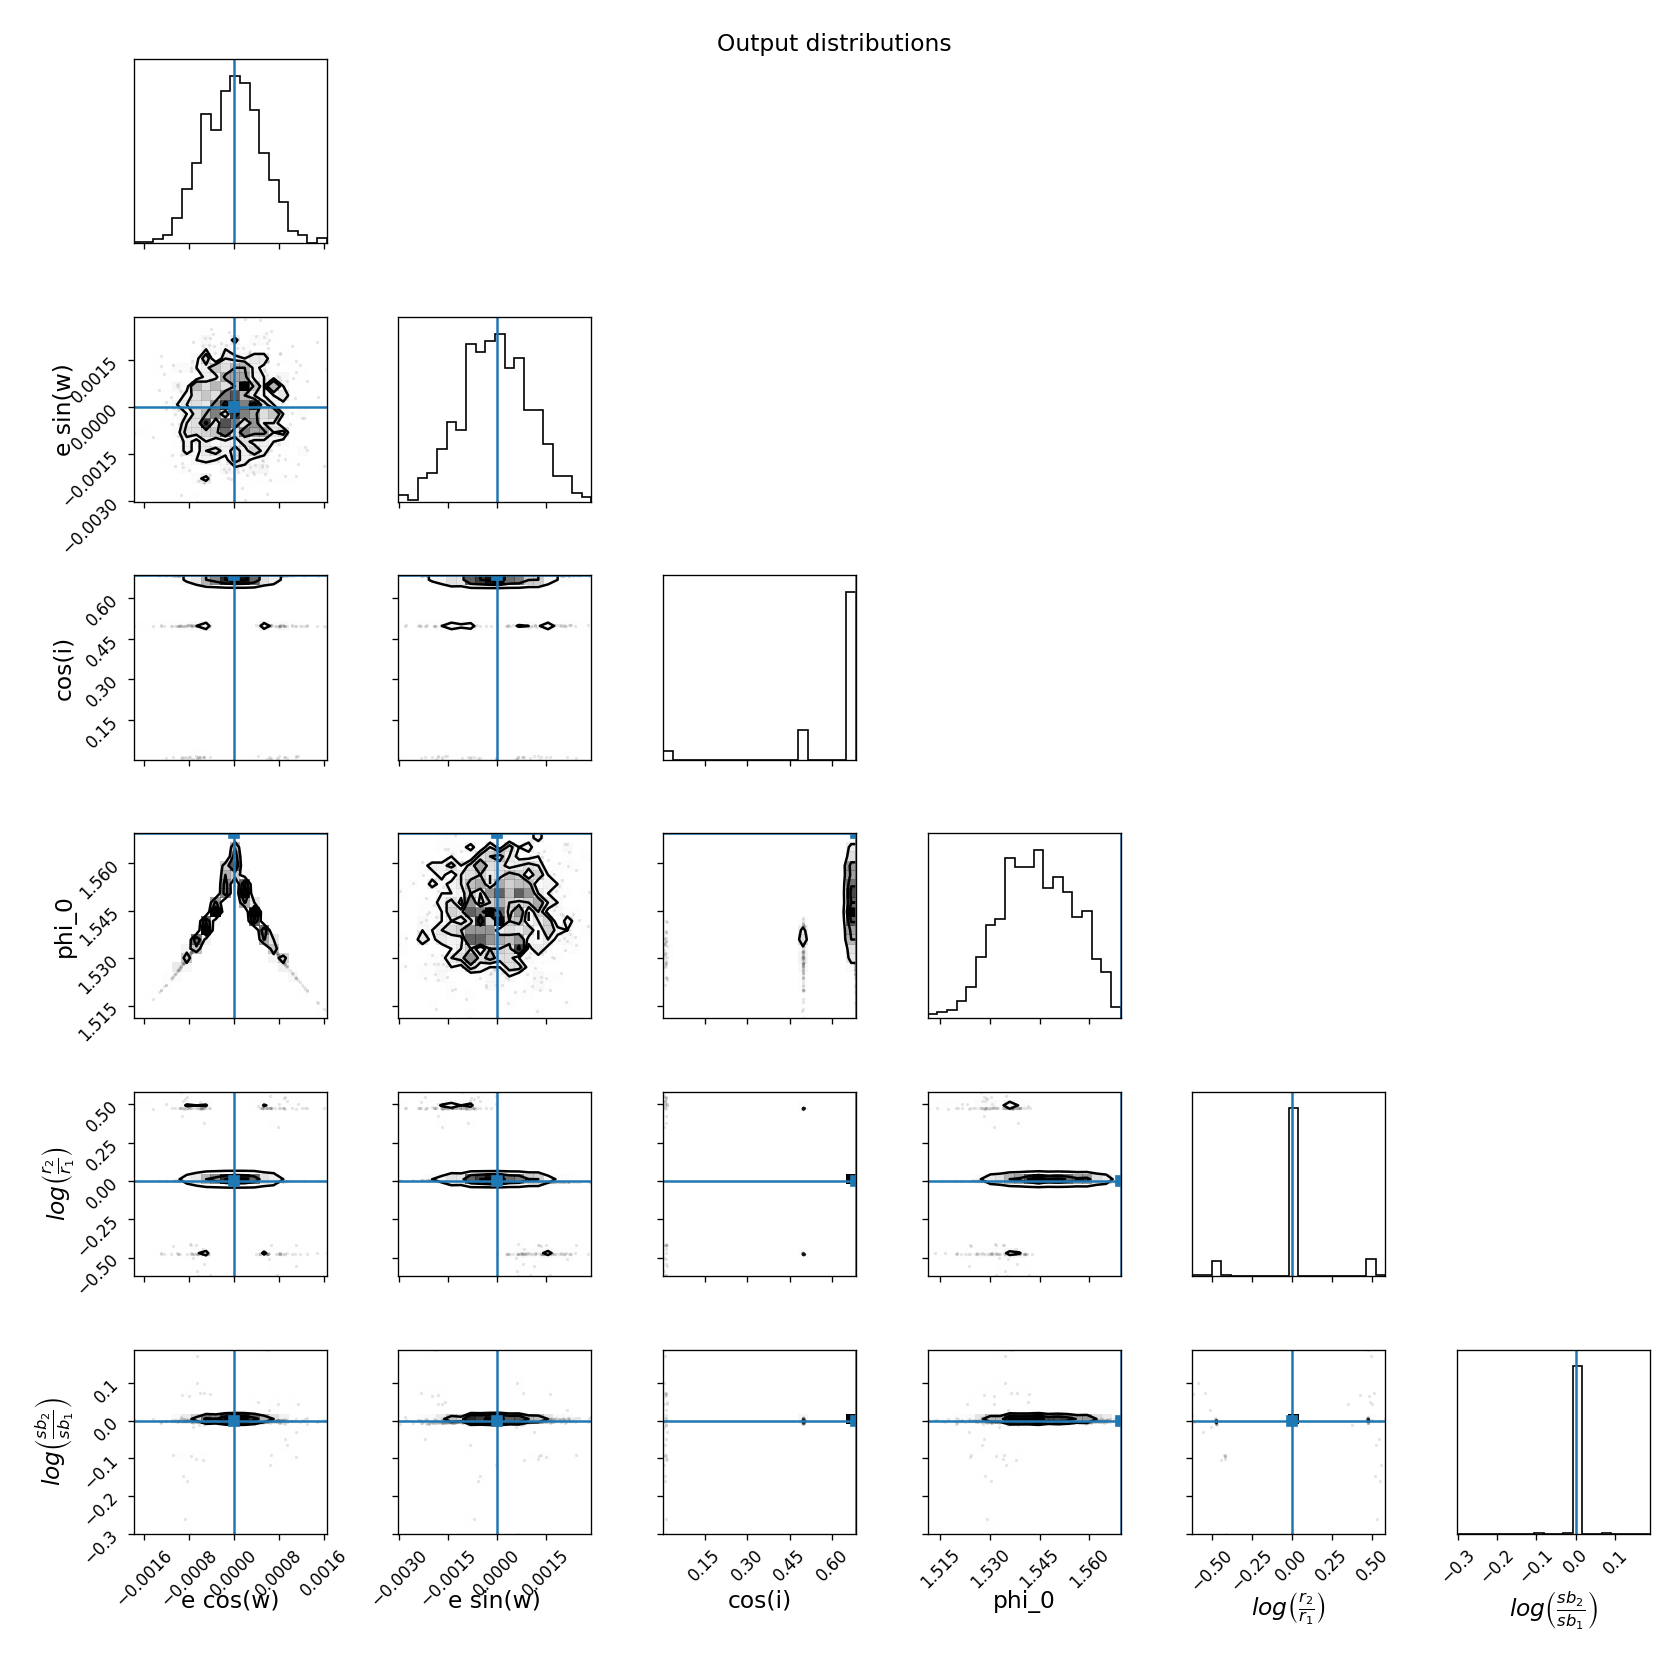 Output distributions
e sin(w)
0.0015
0.0000
−0.0015
−0.0030
cos(i)
0.60
0.45
0.30
0.15
phi_0
1.560
1.545
1.530
1.515
log(r2/r1)
0.50
0.25
0.00
−0.25
−0.50
log(sb2/sb1)
0.1
0.0
−0.1
−0.2
−0.3
−0.0016 −0.0008 −0.0000 0.0008 0.0016
e cos(w)
−0.0030 −0.0015 −0.0000 0.0015
e sin(w)
0.15 0.30 0.45 0.60
cos(i)
1.515 1.530 1.545 1.560
phi_0
−0.50 −0.25 0.00 0.25 0.50
log(r2/r1)
−0.3 −0.2 −0.1 0.0 0.1
log(sb2/sb1)